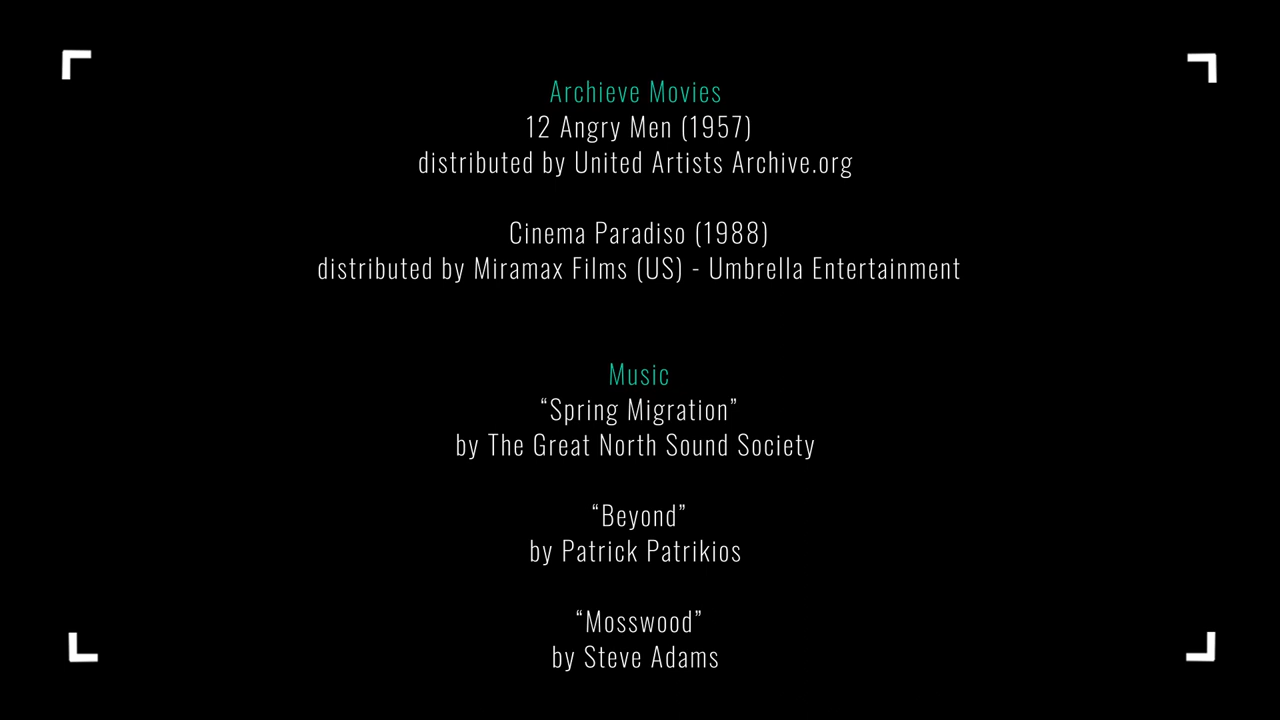 Archieve Movies
12 Angry Men (1957)
distributed by United Artists Archive.org
Cinema Paradiso (1988)
distributed by Miramax Films (US) - Umbrella Entertainment
Music
“Spring Migration”
by The Great North Sound Society
“Beyond”
by Patrick Patrikios
“Mosswood”
by Steve Adams